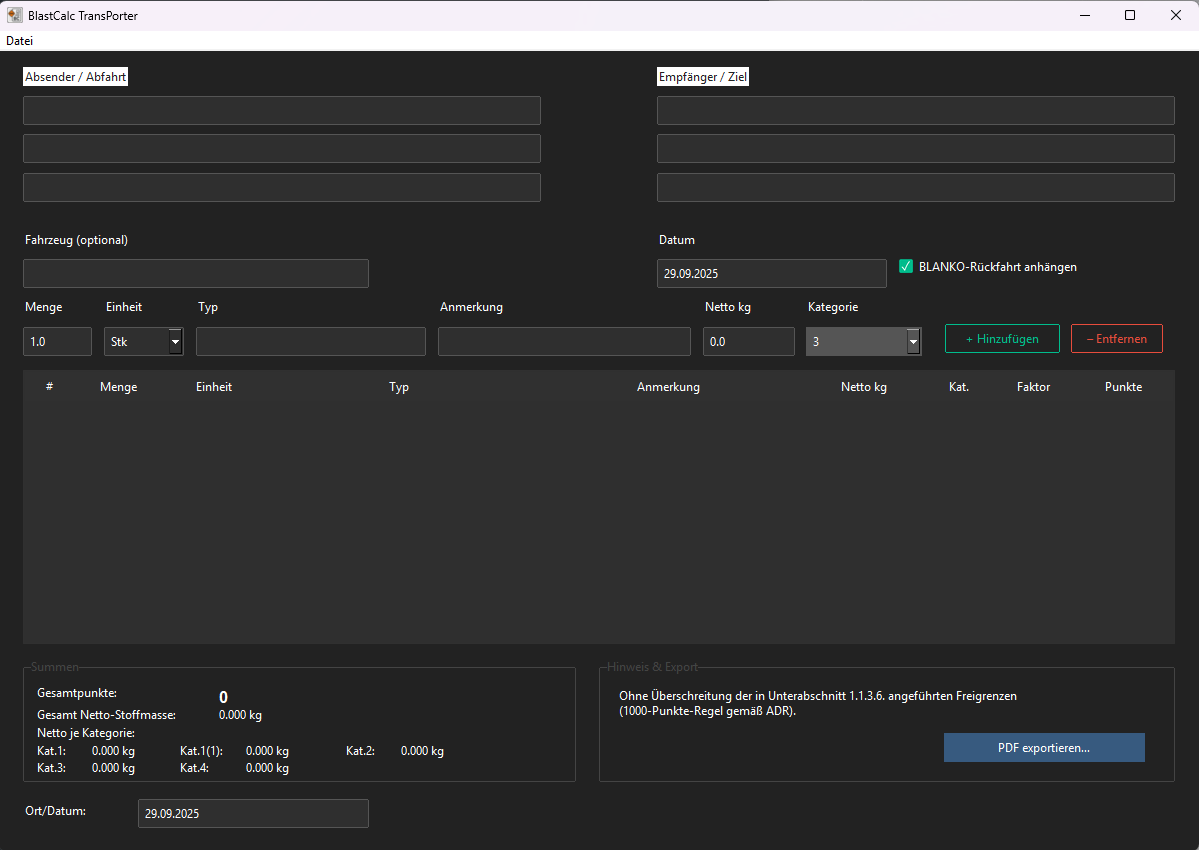 BlastCalc TransPorter
Datei
Absender / Abfahrt
Empfänger / Ziel
Fahrzeug (optional)
Datum
29.09.2025
BLANKO-Rückfahrt anhängen
Menge Einheit Typ Anmerkung Netto kg Kategorie
1.0 Stk 0.0 3 + Hinzufügen – Entfernen
# Menge Einheit Typ Anmerkung Netto kg Kat. Faktor Punkte
Summen
Gesamtpunkte: 0
Gesamt Netto-Stoffmasse: 0.000 kg
Netto je Kategorie:
Kat.1: 0.000 kg Kat.1(1): 0.000 kg Kat.2: 0.000 kg
Kat.3: 0.000 kg Kat.4: 0.000 kg
Hinweis & Export
Ohne Überschreitung der in Unterabschnitt 1.1.3.6. angeführten Freigrenzen
(1000-Punkte-Regel gemäß ADR).
PDF exportieren...
Ort/Datum: 29.09.2025